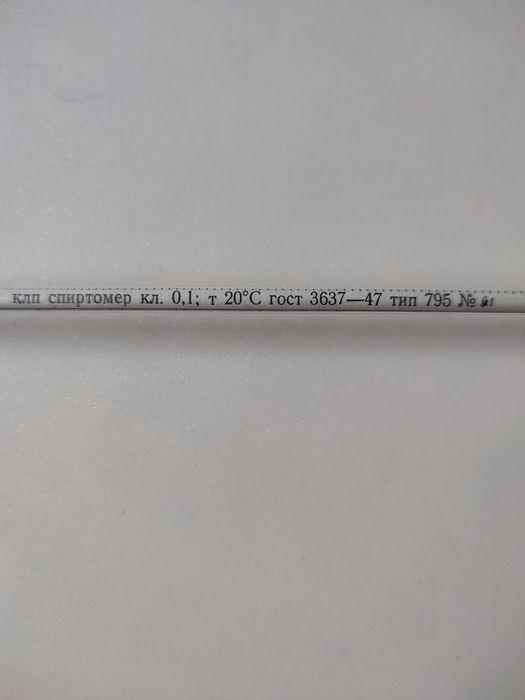 клп спиртомер кл. 0,1; т 20°С гост 3637—47 тип 795 №